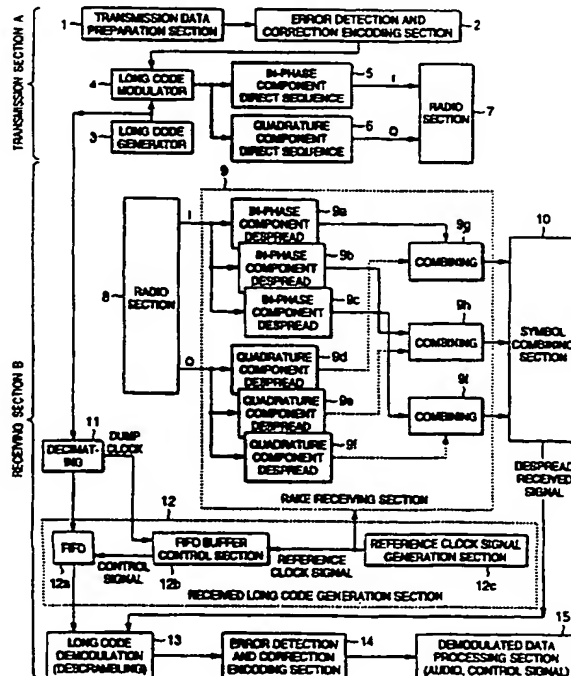 TRANSMISSION SECTION A
1
TRANSMISSION DATA
PREPARATION SECTION
ERROR DETECTION AND
CORRECTION ENCODING SECTION
2
4
LONG CODE
MODULATOR
IN-PHASE
COMPONENT
DIRECT SEQUENCE
5
I
RADIO
SECTION
7
3
LONG CODE
GENERATOR
QUADRATURE
COMPONENT
DIRECT SEQUENCE
6
Q
RECEIVING SECTION B
9
8
RADIO
SECTION
I
Q
IN-PHASE
COMPONENT
DESPREAD
9a
IN-PHASE
COMPONENT
DESPREAD
9b
IN-PHASE
COMPONENT
DESPREAD
9c
QUADRATURE
COMPONENT
DESPREAD
9d
QUADRATURE
COMPONENT
DESPREAD
9e
QUADRATURE
COMPONENT
DESPREAD
9f
COMBINING
9g
COMBINING
9h
COMBINING
9f
10
SYMBOL
COMBINING
SECTION
RAKE RECEIVING SECTION
DESPREAD
RECEIVED
SIGNAL
11
DECIMAT-
ING
DUMP
CLOCK
12
FIFO
12a
CONTROL
SIGNAL
FIFO BUFFER
CONTROL SECTION
12b
REFERENCE
CLOCK SIGNAL
REFERENCE CLOCK SIGNAL
GENERATION SECTION
12c
RECEIVED LONG CODE GENERATION SECTION
LONG CODE
DEMODULATION
(DESCRAMBLING)
13
ERROR DETECTION
AND CORRECTION
ENCODING SECTION
14
DEMODULATED DATA
PROCESSING SECTION
(AUDIO, CONTROL SIGNAL)
15